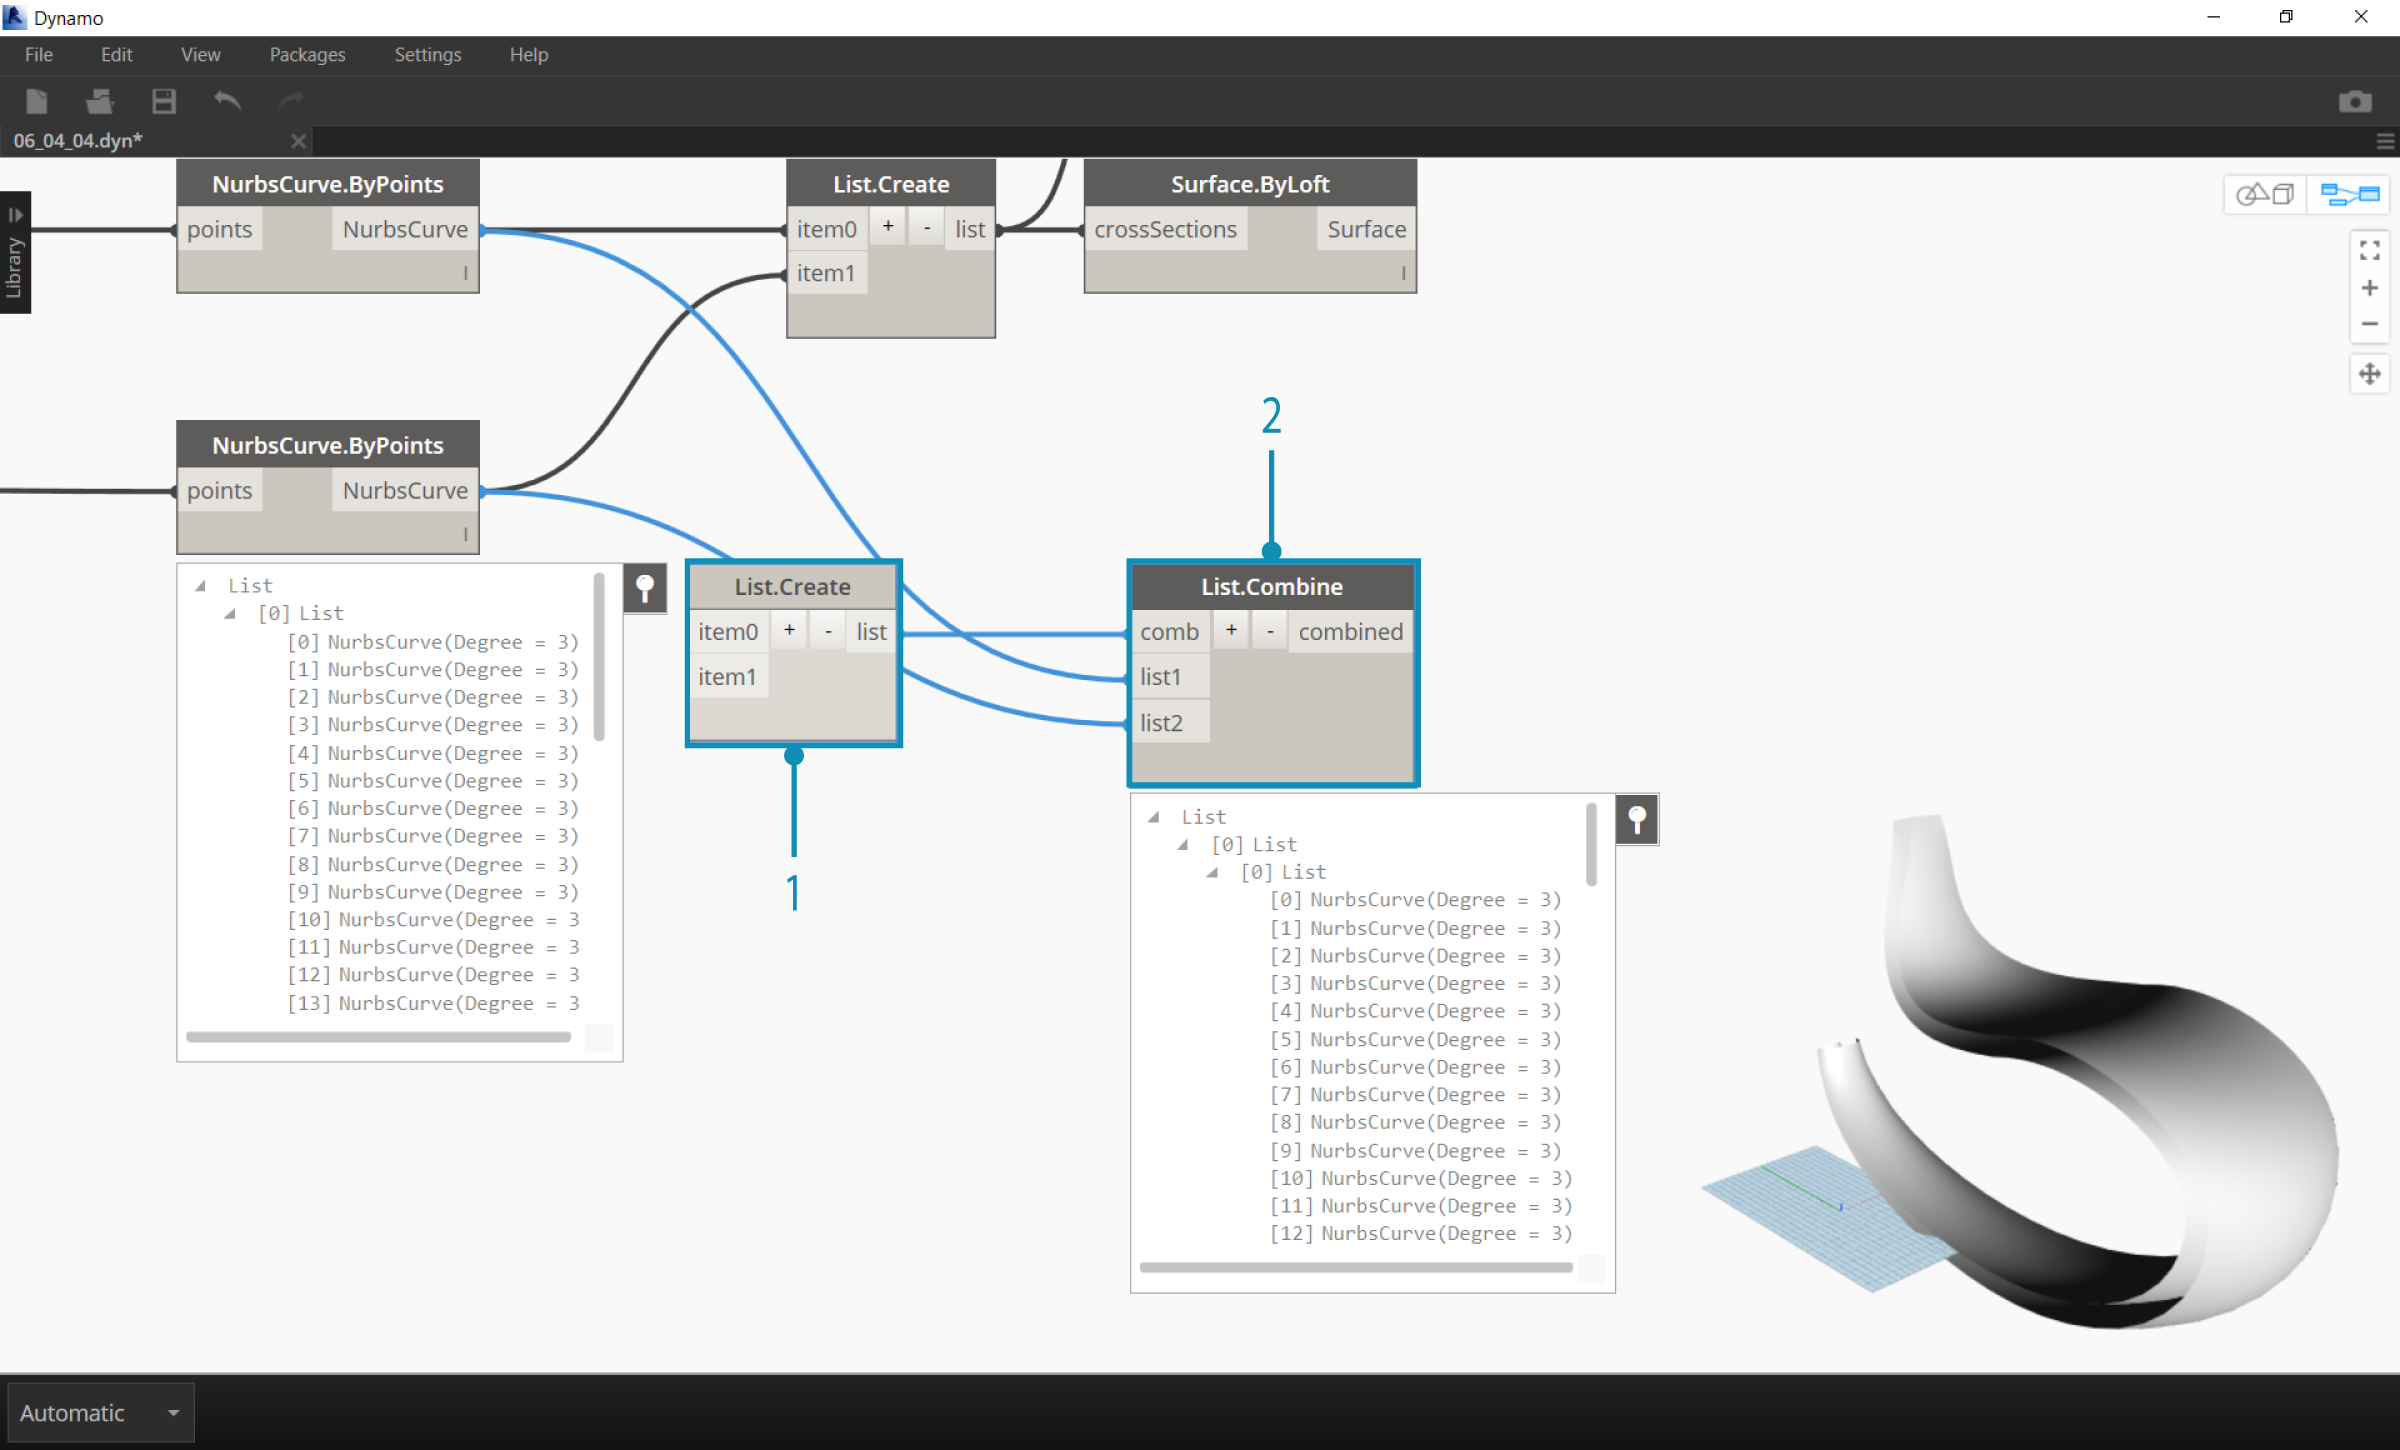 Dynamo
File Edit View Packages Settings Help
06_04_04.dyn*
Library
NurbsCurve.ByPoints
points NurbsCurve
l
List.Create
item0 + - list
item1
Surface.ByLoft
crossSections Surface
l
NurbsCurve.ByPoints
points NurbsCurve
l
List
[0] List
[0] NurbsCurve(Degree = 3)
[1] NurbsCurve(Degree = 3)
[2] NurbsCurve(Degree = 3)
[3] NurbsCurve(Degree = 3)
[4] NurbsCurve(Degree = 3)
[5] NurbsCurve(Degree = 3)
[6] NurbsCurve(Degree = 3)
[7] NurbsCurve(Degree = 3)
[8] NurbsCurve(Degree = 3)
[9] NurbsCurve(Degree = 3)
[10] NurbsCurve(Degree = 3
[11] NurbsCurve(Degree = 3
[12] NurbsCurve(Degree = 3
[13] NurbsCurve(Degree = 3
List.Create
item0 + - list
item1
1
2
List.Combine
comb + - combined
list1
list2
List
[0] List
[0] List
[0] NurbsCurve(Degree = 3)
[1] NurbsCurve(Degree = 3)
[2] NurbsCurve(Degree = 3)
[3] NurbsCurve(Degree = 3)
[4] NurbsCurve(Degree = 3)
[5] NurbsCurve(Degree = 3)
[6] NurbsCurve(Degree = 3)
[7] NurbsCurve(Degree = 3)
[8] NurbsCurve(Degree = 3)
[9] NurbsCurve(Degree = 3)
[10] NurbsCurve(Degree = 3)
[11] NurbsCurve(Degree = 3)
[12] NurbsCurve(Degree = 3)
Automatic